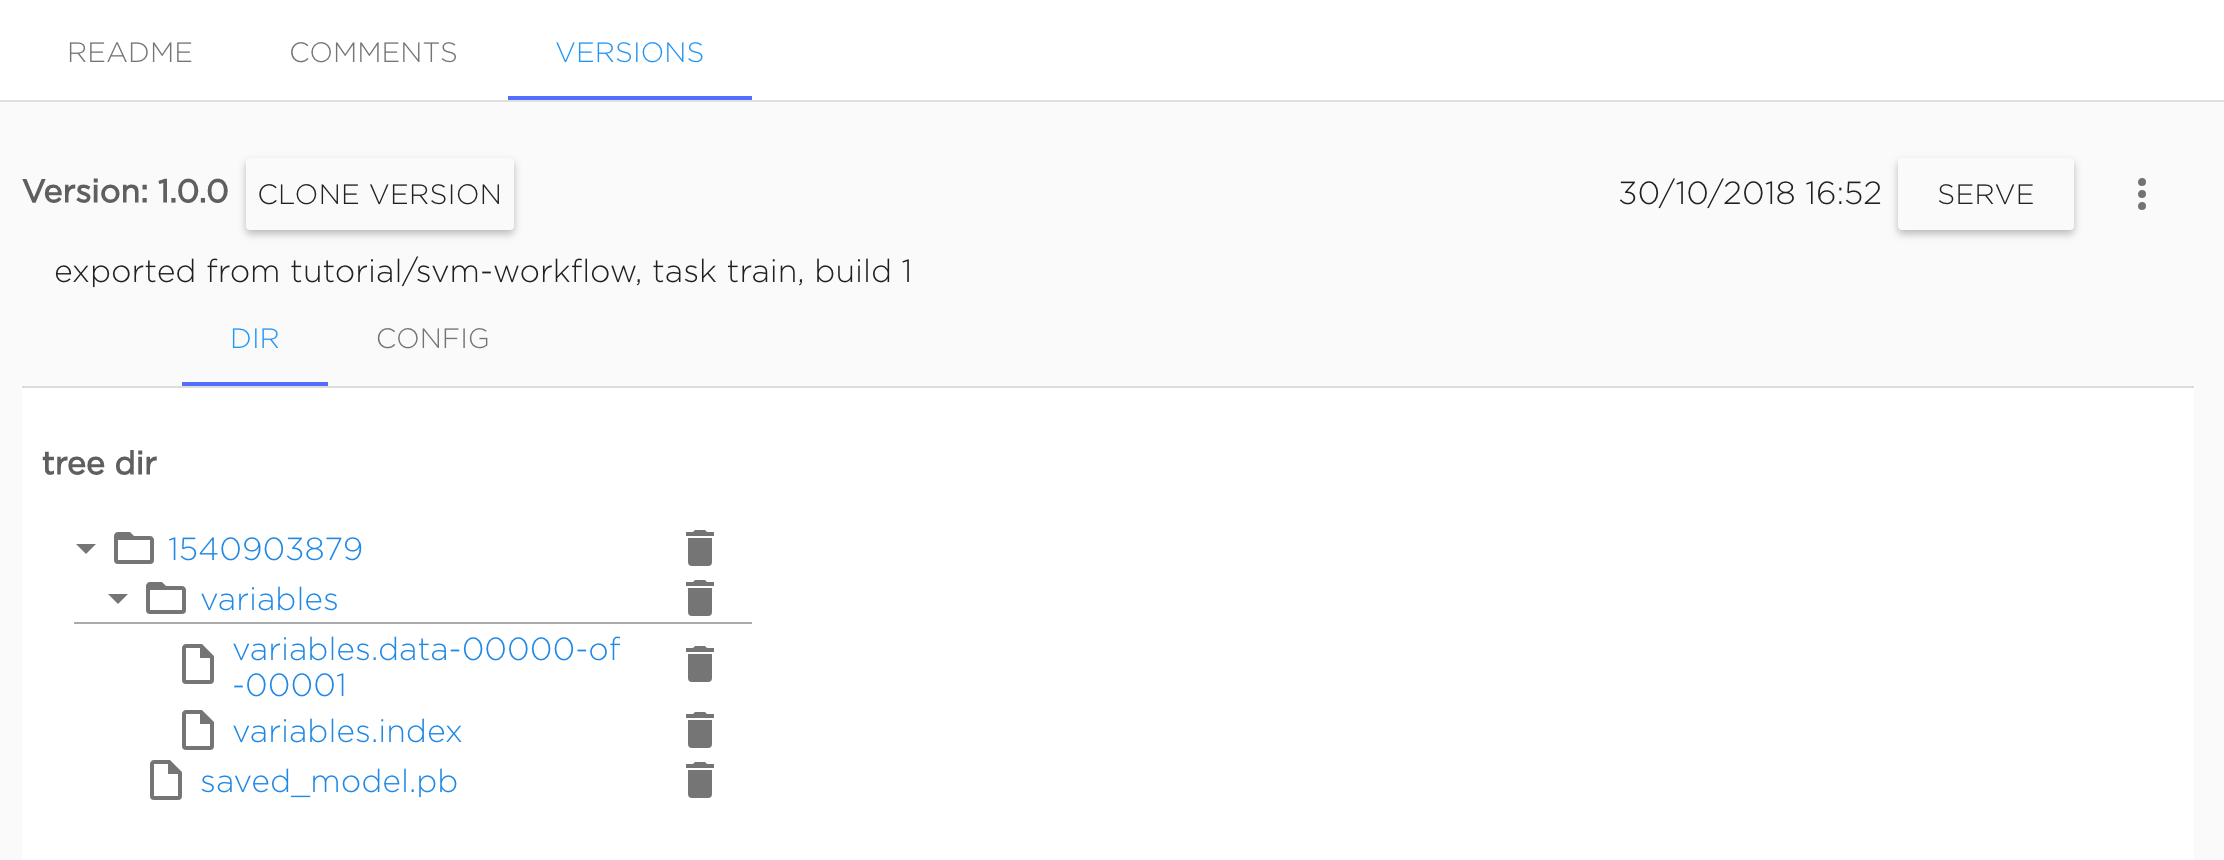 README COMMENTS VERSIONS
Version: 1.0.0 CLONE VERSION 30/10/2018 16:52 SERVE
exported from tutorial/svm-workflow, task train, build 1
DIR CONFIG
tree dir
1540903879
variables
variables.data-00000-of
-00001
variables.index
saved_model.pb